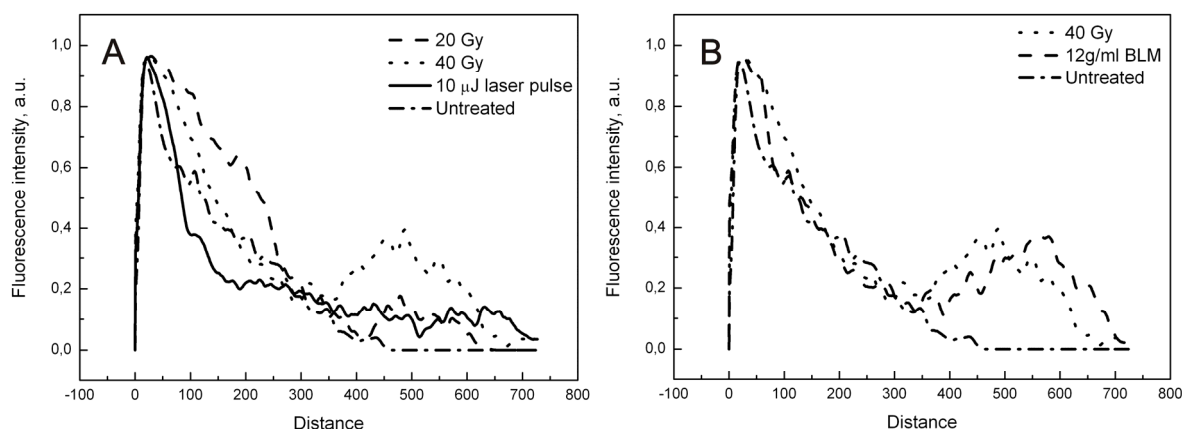 A
20 Gy
40 Gy
10 μJ laser pulse
Untreated
Fluorescence intensity, a.u.
1,0
0,8
0,6
0,4
0,2
0,0
-100 0 100 200 300 400 500 600 700 800
Distance
B
40 Gy
12g/ml BLM
Untreated
Fluorescence intensity, a.u.
1,0
0,8
0,6
0,4
0,2
0,0
-100 0 100 200 300 400 500 600 700 800
Distance